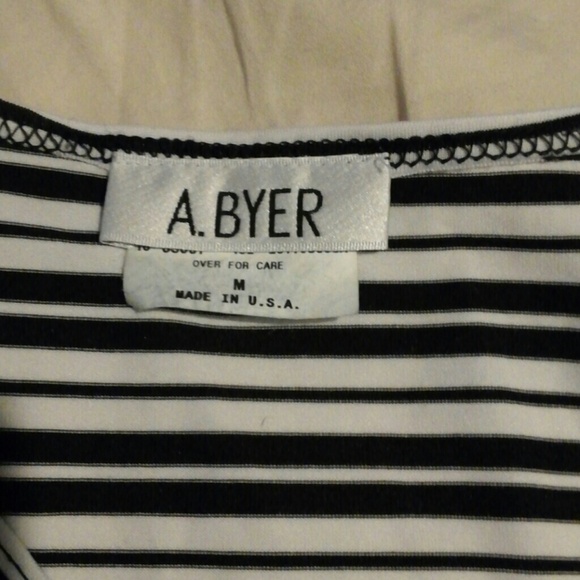 A. BYER
OVER FOR CARE
M
MADE IN U.S.A.